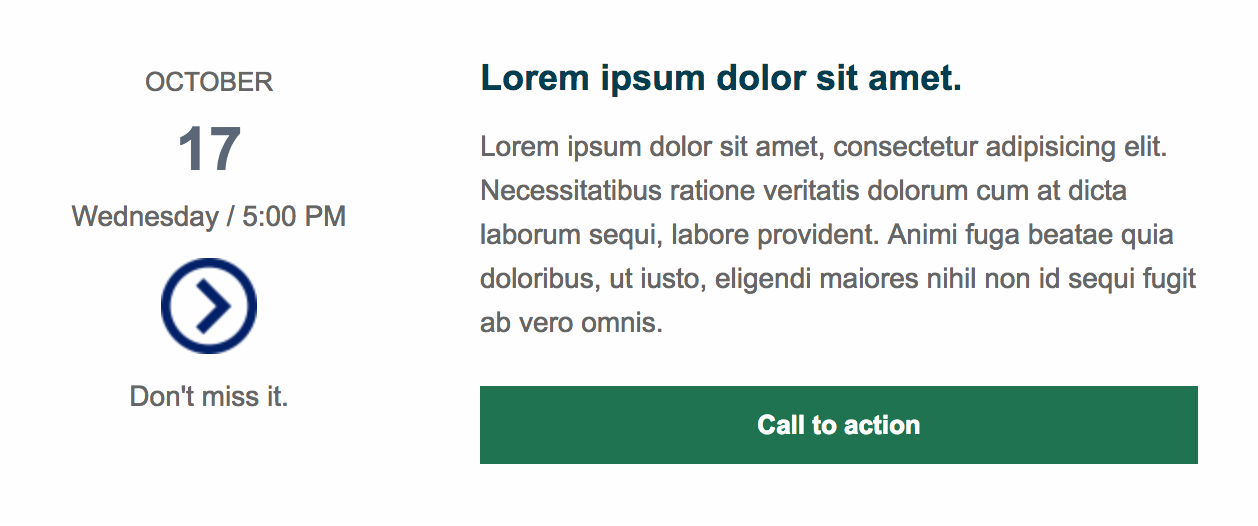 OCTOBER
17
Wednesday / 5:00 PM
Don't miss it.
Lorem ipsum dolor sit amet.
Lorem ipsum dolor sit amet, consectetur adipisicing elit.
Necessitatibus ratione veritatis dolorum cum at dicta
laborum sequi, labore provident. Animi fuga beatae quia
doloribus, ut iusto, eligendi maiores nihil non id sequi fugit
ab vero omnis.
Call to action